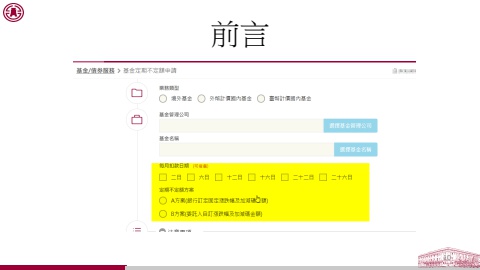 前言
基金/債券服務 > 基金定期不定額申請
業務類型
境外基金 外幣計價國內基金 臺幣計價國內基金
基金管理公司
選擇基金管理公司
基金名稱
選擇基金名稱
每月扣款日期 (可複選)
二日 六日 十二日 十六日 二十二日 二十六日
定期不定額方案
A方案(銀行訂定固定漲跌幅及加減碼金額)
B方案(委託人自訂漲跌幅及加減碼金額)
注意事項